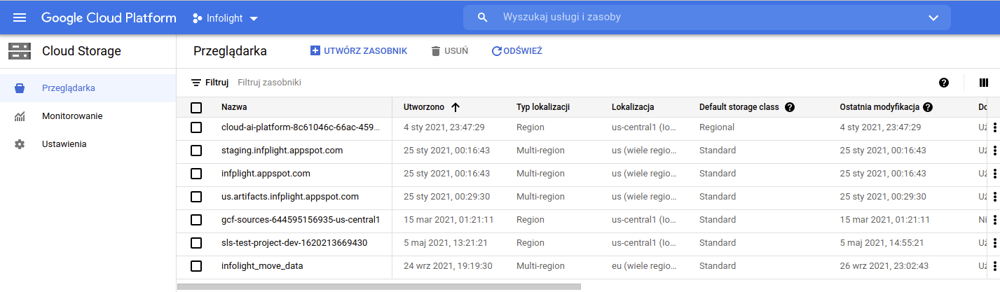 Google Cloud Platform Infolight Wyszukaj usługi i zasoby
Cloud Storage Przeglądarka UTWÓRZ ZASOBNIK USUŃ ODŚWIEŻ
Przeglądarka
Monitorowanie
Ustawienia
Filtruj Filtruj zasobniki
Nazwa Utworzono Typ lokalizacji Lokalizacja Default storage class Ostatnia modyfikacja Do
cloud-ai-platform-8c61046c-66ac-459… 4 sty 2021, 23:47:29 Region us-central1 (Io… Regional 4 sty 2021, 23:47:29 Uż
staging.infplight.appspot.com 25 sty 2021, 00:16:43 Multi-region us (wiele regio… Standard 25 sty 2021, 00:16:43 Uż
infplight.appspot.com 25 sty 2021, 00:16:43 Multi-region us (wiele regio… Standard 25 sty 2021, 00:16:43 Uż
us.artifacts.infplight.appspot.com 25 sty 2021, 00:29:30 Multi-region us (wiele regio… Standard 25 sty 2021, 00:29:30 Uż
gcf-sources-644595156935-us-central1 15 mar 2021, 01:21:11 Region us-central1 (Io… Standard 15 mar 2021, 01:21:11 Ni
sls-test-project-dev-1620213669430 5 maj 2021, 13:21:21 Region us-central1 (Io… Standard 5 maj 2021, 14:55:21 Uż
infolight_move_data 24 wrz 2021, 19:19:30 Multi-region eu (wiele regio… Standard 26 wrz 2021, 23:02:43 Uż